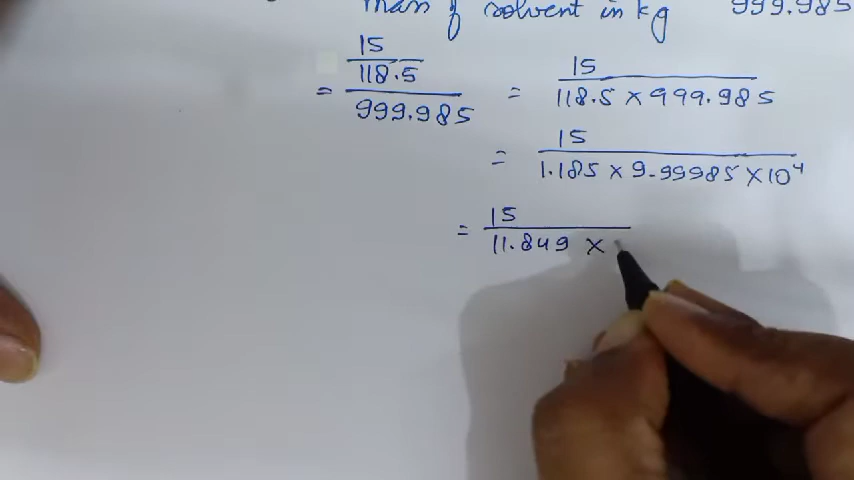 Mass of solvent in kg 999.985
15
118.5
= 999.985 = 15
118.5 × 999.985
= 15
1.185 × 9.99985 × 10⁴
= 15
11.849 ×